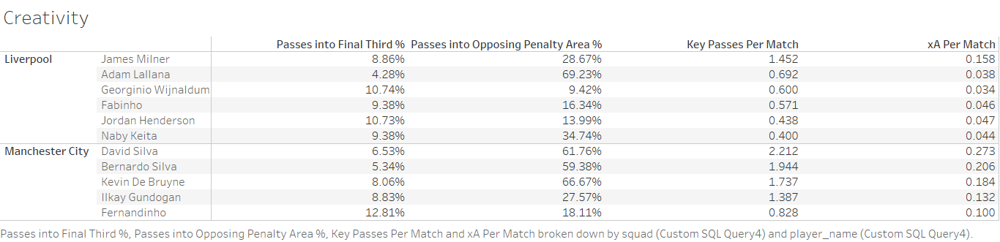 Creativity
Passes into Final Third % Passes into Opposing Penalty Area % Key Passes Per Match xA Per Match
Liverpool James Milner 8.86% 28.67% 1.452 0.158
Adam Lallana 4.28% 69.23% 0.692 0.038
Georginio Wijnaldum 10.74% 9.42% 0.600 0.034
Fabinho 9.38% 16.34% 0.571 0.046
Jordan Henderson 10.73% 13.99% 0.438 0.047
Naby Keita 9.38% 34.74% 0.400 0.044
Manchester City David Silva 6.53% 61.76% 2.212 0.273
Bernardo Silva 5.34% 59.38% 1.944 0.206
Kevin De Bruyne 8.06% 66.67% 1.737 0.184
Ilkay Gundogan 8.83% 27.57% 1.387 0.132
Fernandinho 12.81% 18.11% 0.828 0.100
Passes into Final Third %, Passes into Opposing Penalty Area %, Key Passes Per Match and xA Per Match broken down by squad (Custom SQL Query4) and player_name (Custom SQL Query4).